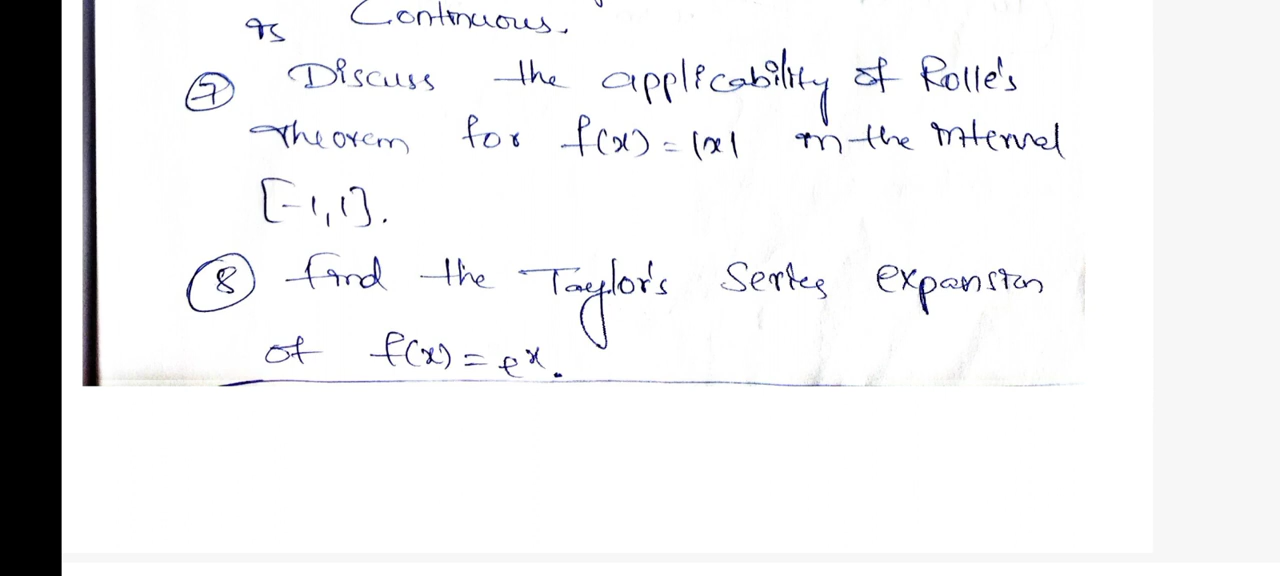 is Continuous.
⑦ Discuss the applicability of Rolle's
Theorem for f(x) = |x| in the interval
[-1,1].
⑧ find the Taylor's Series expansion
of f(x) = e^x.